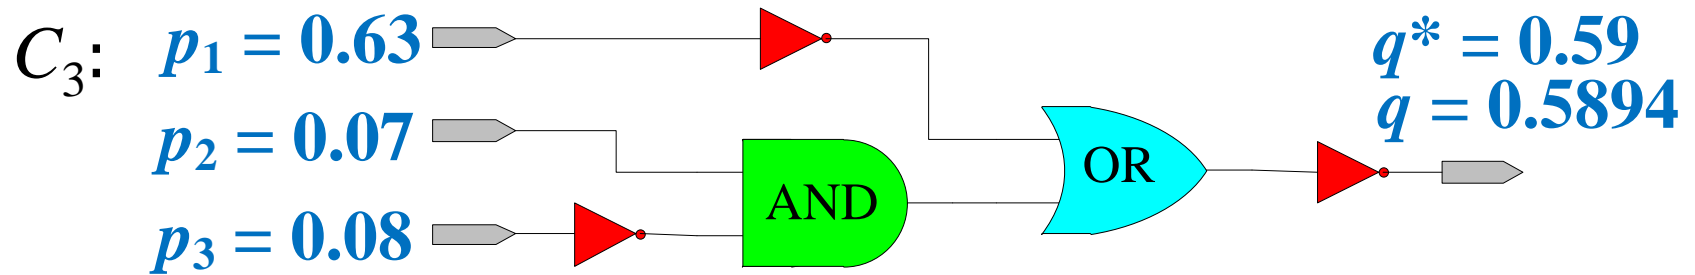 C₃:
p₁ = 0.63
p₂ = 0.07
p₃ = 0.08
AND
OR
q* = 0.59
q = 0.5894